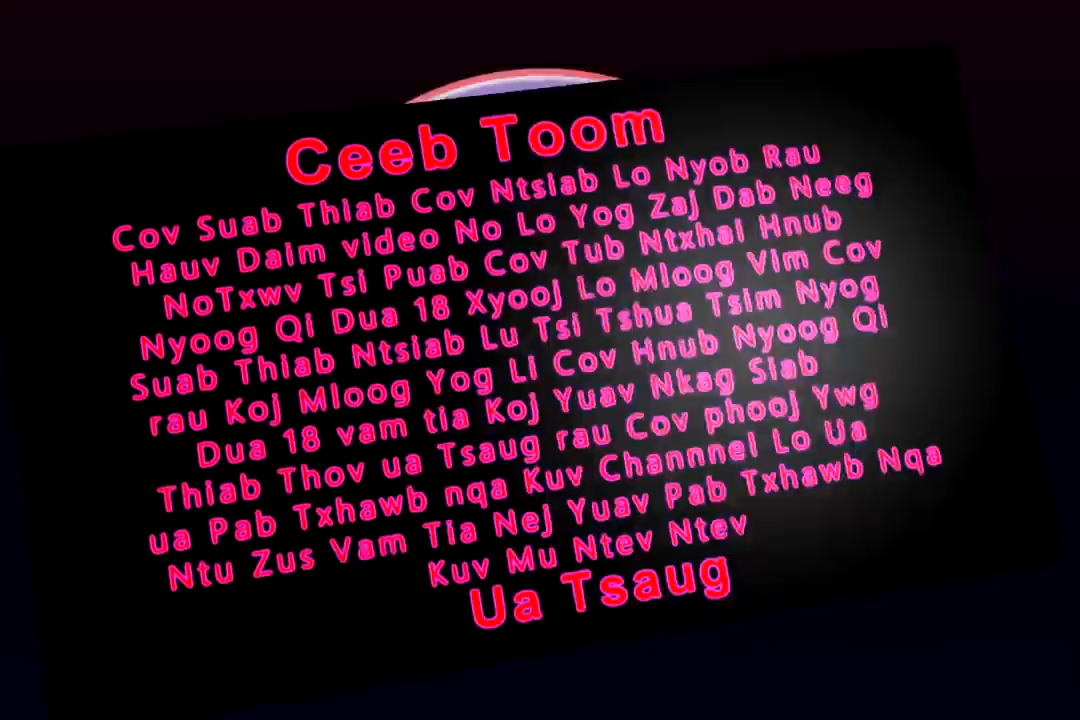 Ceeb Toom
Cov Suab Thiab Cov Ntsiab Lo Nyob Rau
Hauv Daim video No Lo Yog Zaj Dab Neeg
NoTxwv Tsi Puab Cov Tub Ntxhai Hnub
Nyoog Qi Dua 18 Xyooj Lo Mloog Vim Cov
Suab Thiab Ntsiab Lu Tsi Tshua Tsim Nyog
rau Koj Mloog Yog Li Cov Hnub Nyoog Qi
Dua 18 vam tia Koj Yuav Nkag Siab
Thiab Thov ua Tsaug rau Cov phooj Ywg
ua Pab Txhawb nqa Kuv Channnel Lo Ua
Ntu Zus Vam Tia Nej Yuav Pab Txhawb Nqa
Kuv Mu Ntev Ntev
Ua Tsaug